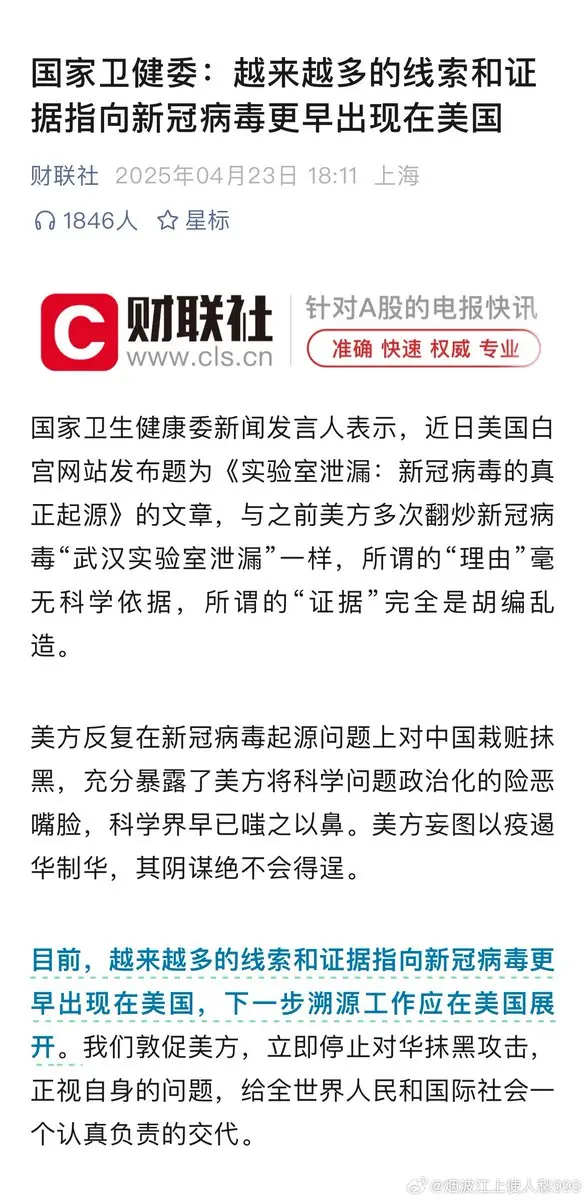 国家卫健委：越来越多的线索和证
据指向新冠病毒更早出现在美国
财联社 2025年04月23日 18:11 上海
1846人 星标
C 财联社 针对A股的电报快讯
www.cls.cn 准确 快速 权威 专业
国家卫生健康委新闻发言人表示，近日美国白
宫网站发布题为《实验室泄漏：新冠病毒的真
正起源》的文章，与之前美方多次翻炒新冠病
毒“武汉实验室泄漏”一样，所谓的“理由”毫
无科学依据，所谓的“证据”完全是胡编乱
造。
美方反复在新冠病毒起源问题上对中国栽赃抹
黑，充分暴露了美方将科学问题政治化的险恶
嘴脸，科学界早已嗤之以鼻。美方妄图以疫遏
华制华，其阴谋绝不会得逞。
目前，越来越多的线索和证据指向新冠病毒更
早出现在美国，下一步溯源工作应在美国展
开。我们敦促美方，立即停止对华抹黑攻击，
正视自身的问题，给全世界人民和国际社会一
个认真负责的交代。
@烟波江上使人愁999